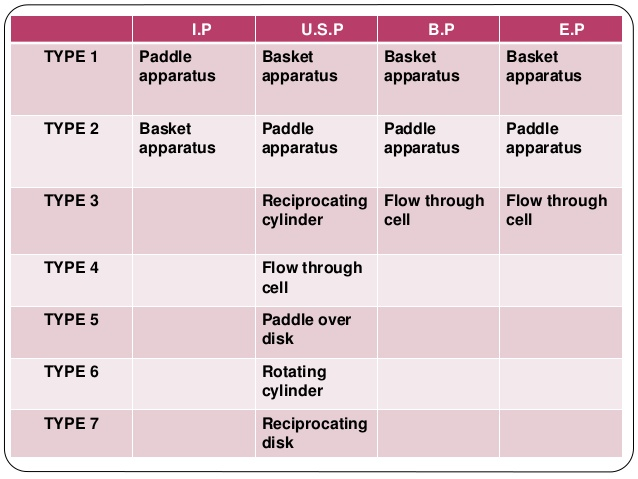 I.P U.S.P B.P E.P
TYPE 1 Paddle apparatus Basket apparatus Basket apparatus Basket apparatus
TYPE 2 Basket apparatus Paddle apparatus Paddle apparatus Paddle apparatus
TYPE 3 Reciprocating cylinder Flow through cell Flow through cell
TYPE 4 Flow through cell
TYPE 5 Paddle over disk
TYPE 6 Rotating cylinder
TYPE 7 Reciprocating disk